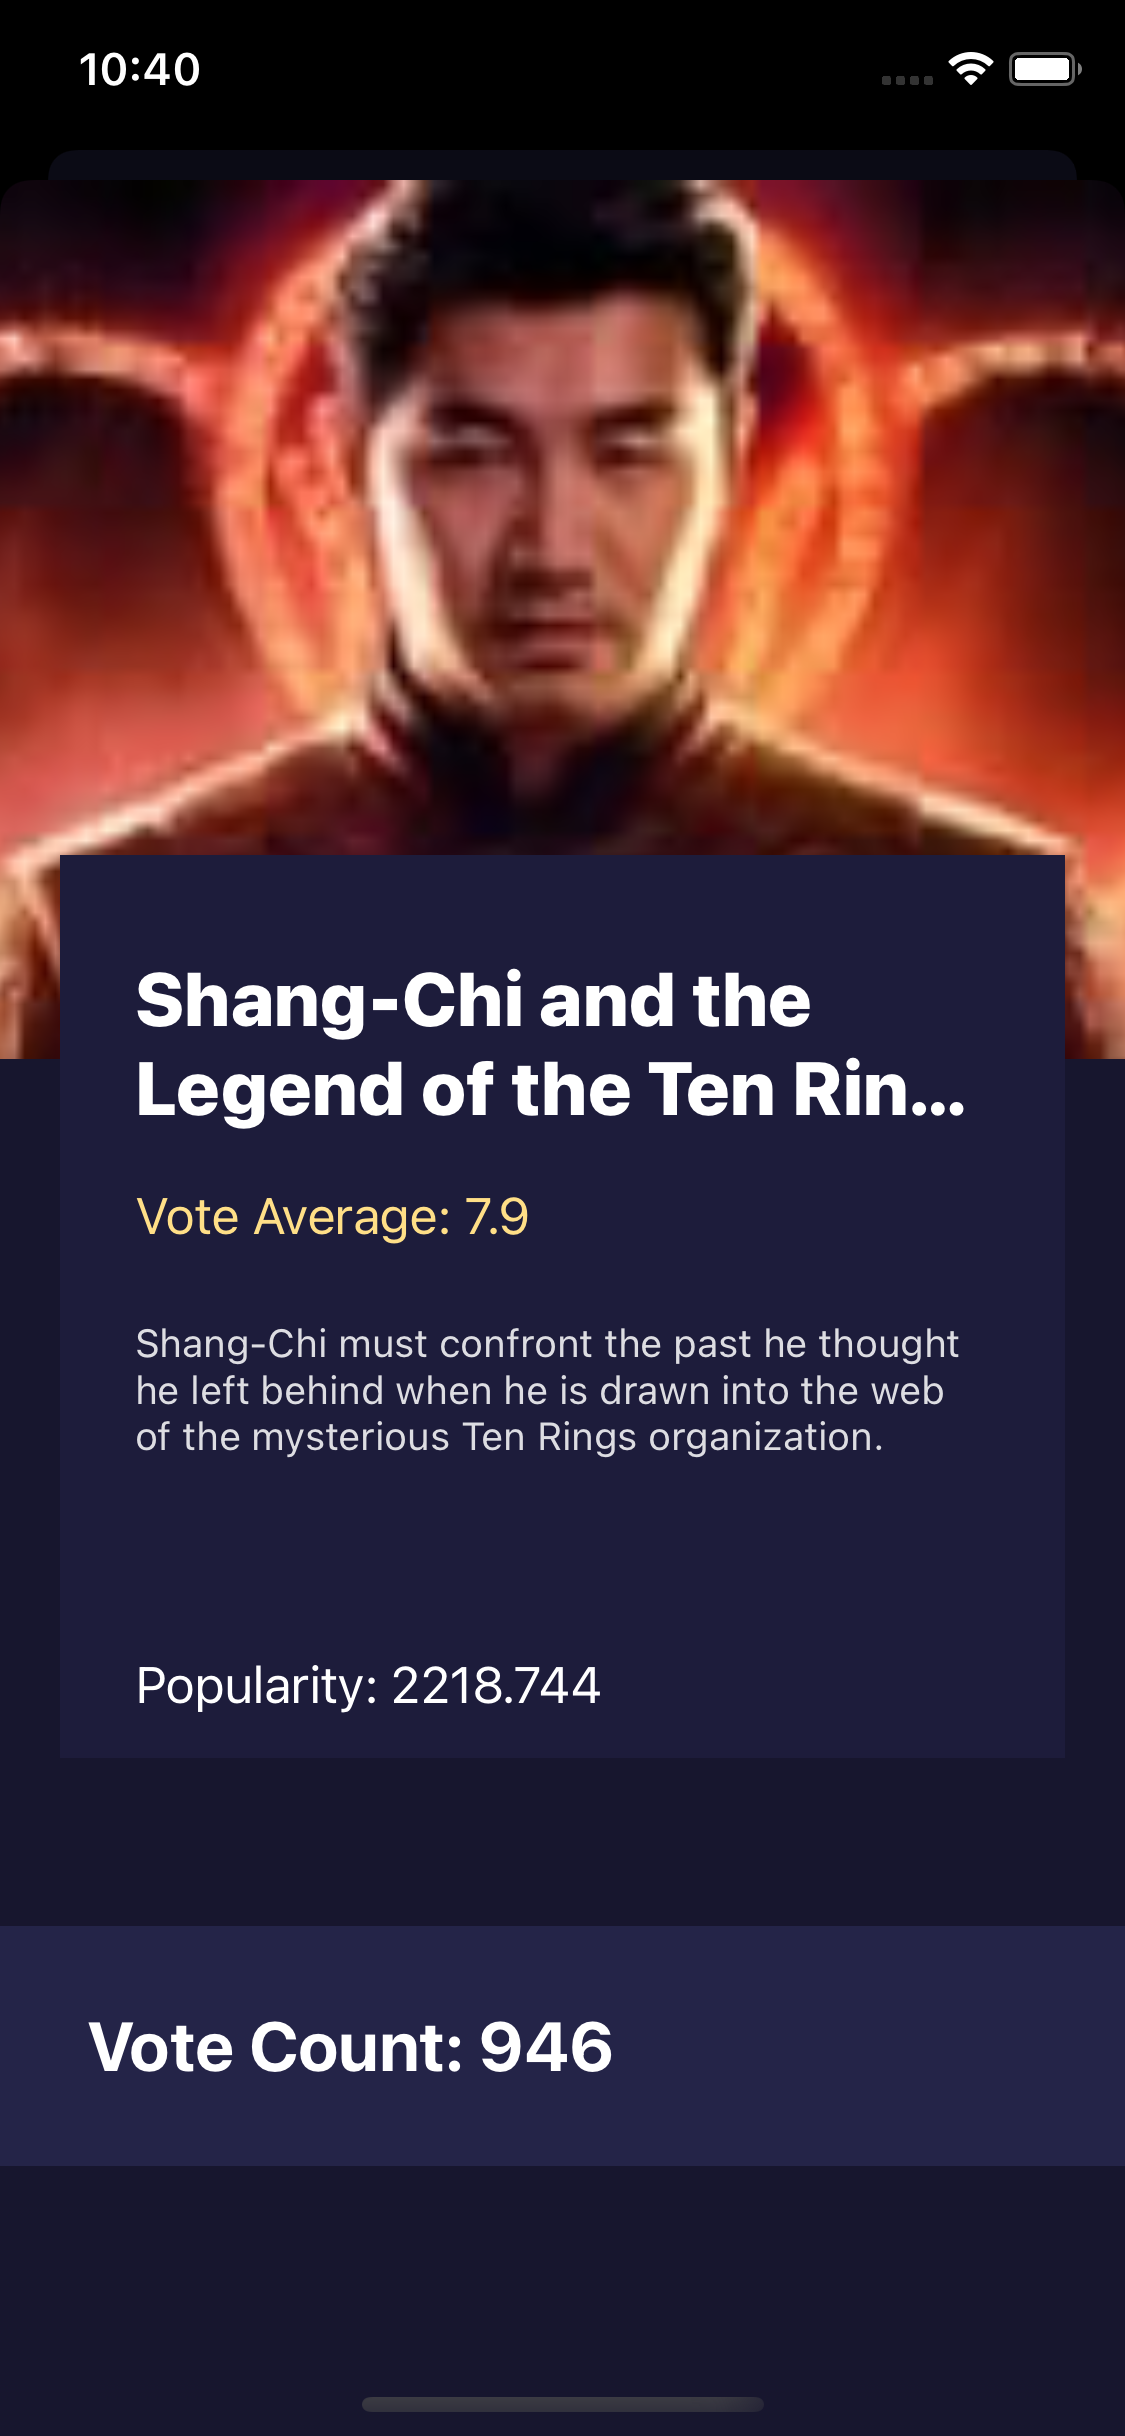 10:40
Shang-Chi and the
Legend of the Ten Rin...
Vote Average: 7.9
Shang-Chi must confront the past he thought
he left behind when he is drawn into the web
of the mysterious Ten Rings organization.
Popularity: 2218.744
Vote Count: 946